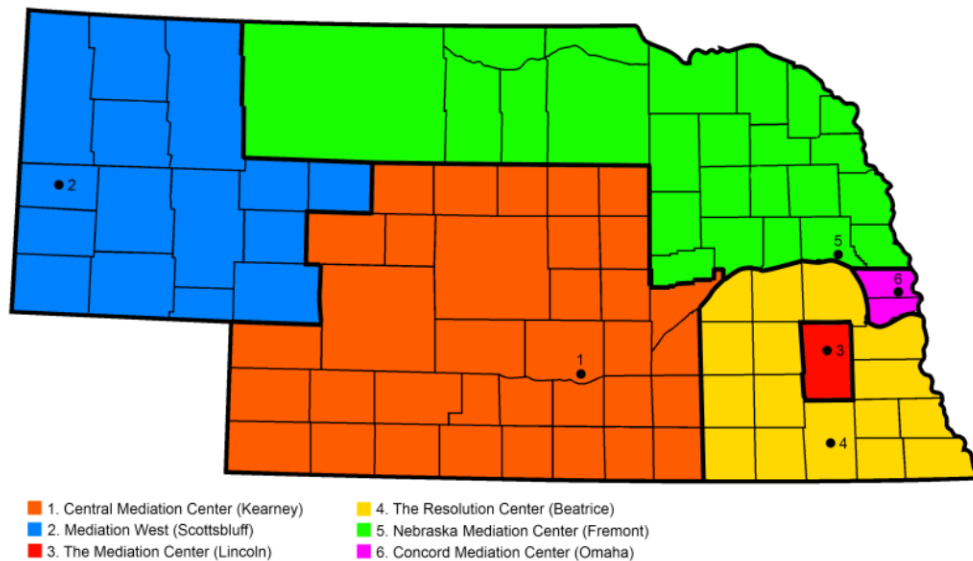 2
5
6
3
1
4
1. Central Mediation Center (Kearney)
2. Mediation West (Scottsbluff)
3. The Mediation Center (Lincoln)
4. The Resolution Center (Beatrice)
5. Nebraska Mediation Center (Fremont)
6. Concord Mediation Center (Omaha)